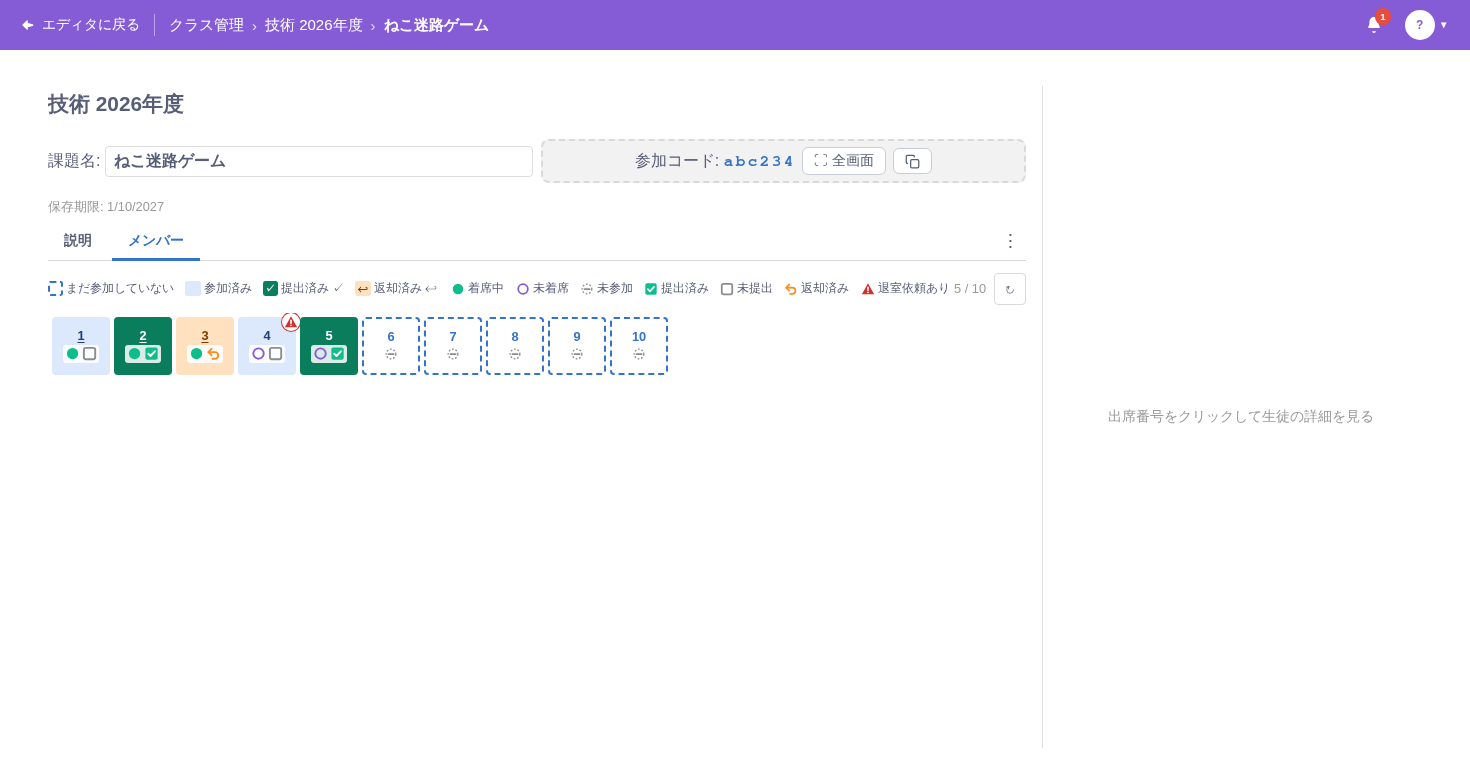 エディタに戻る
クラス管理 › 技術 2026年度 › ねこ迷路ゲーム
1
?
技術 2026年度
課題名: ねこ迷路ゲーム
参加コード: abc234 全画面
保存期限: 1/10/2027
説明 メンバー
まだ参加していない 参加済み 提出済み 返却済み 着席中 未着席 未参加 提出済み 未提出 返却済み 退室依頼あり 5 / 10
1 2 3 4 5 6 7 8 9 10
出席番号をクリックして生徒の詳細を見る